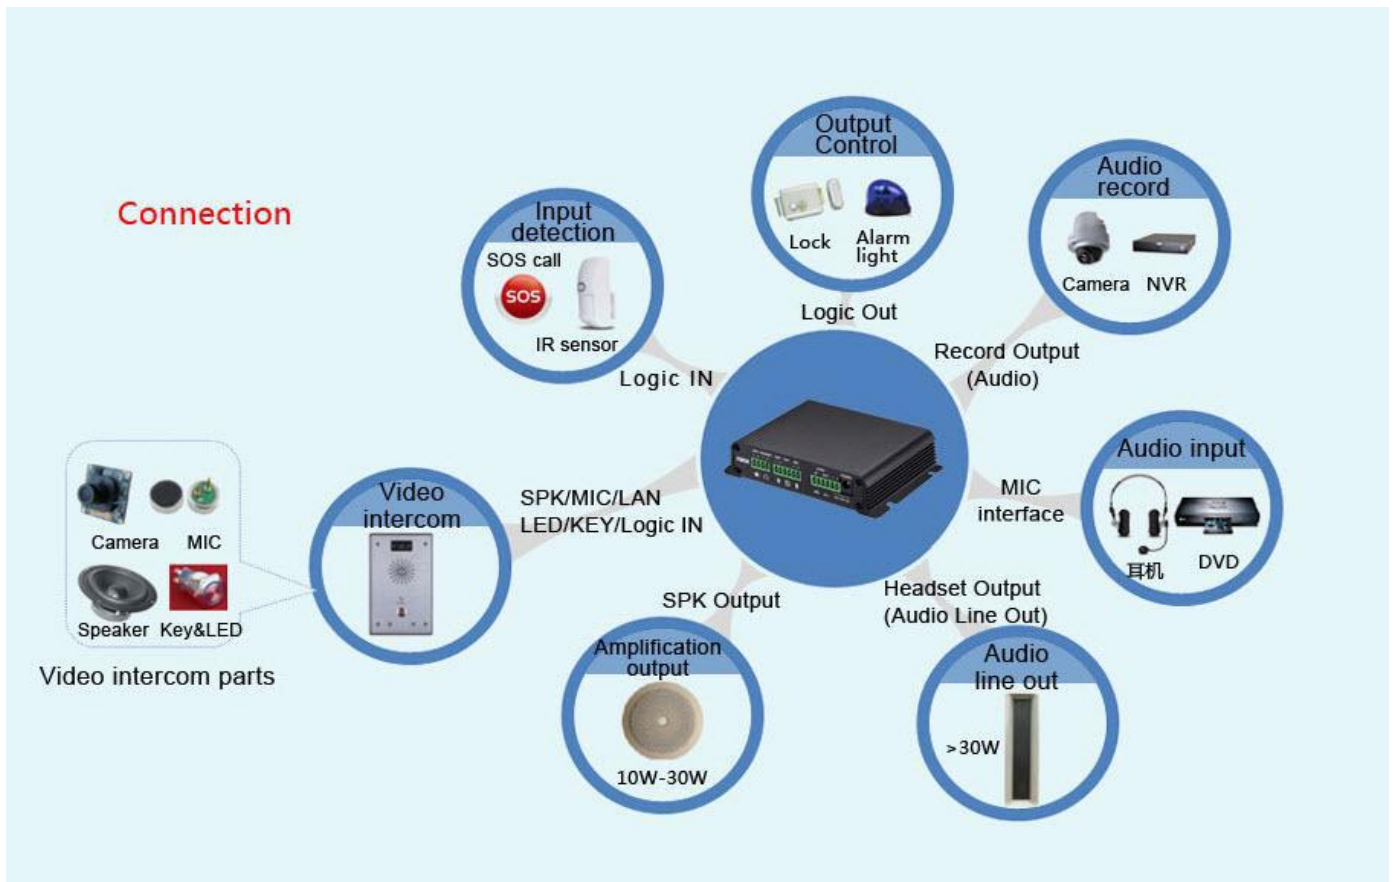 Connection
Output
Control
Lock
Alarm
light
Logic Out
Audio
record
Camera
NVR
Record Output
(Audio)
Input
detection
SOS call
SOS
IR sensor
Logic IN
Audio input
耳机
DVD
MIC
interface
Video
intercom
SPK/MIC/LAN
LED/KEY/Logic IN
Camera
MIC
Speaker
Key&LED
Video intercom parts
SPK Output
Amplification
output
10W-30W
Headset Output
(Audio Line Out)
Audio
line out
>30W